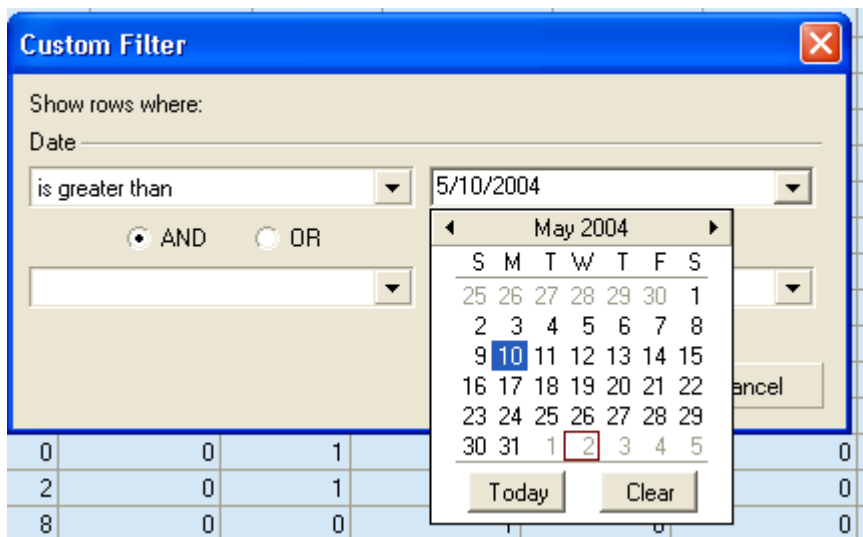 Custom Filter
Show rows where:
Date
is greater than 5/10/2004
AND OR
May 2004
S M T W T F S
25 26 27 28 29 30 1
2 3 4 5 6 7 8
9 10 11 12 13 14 15
16 17 18 19 20 21 22
ancel
23 24 25 26 27 28 29
30 31 1 2 3 4 5
Today Clear
0 0 1 0
2 0 1 0
8 0 0 0